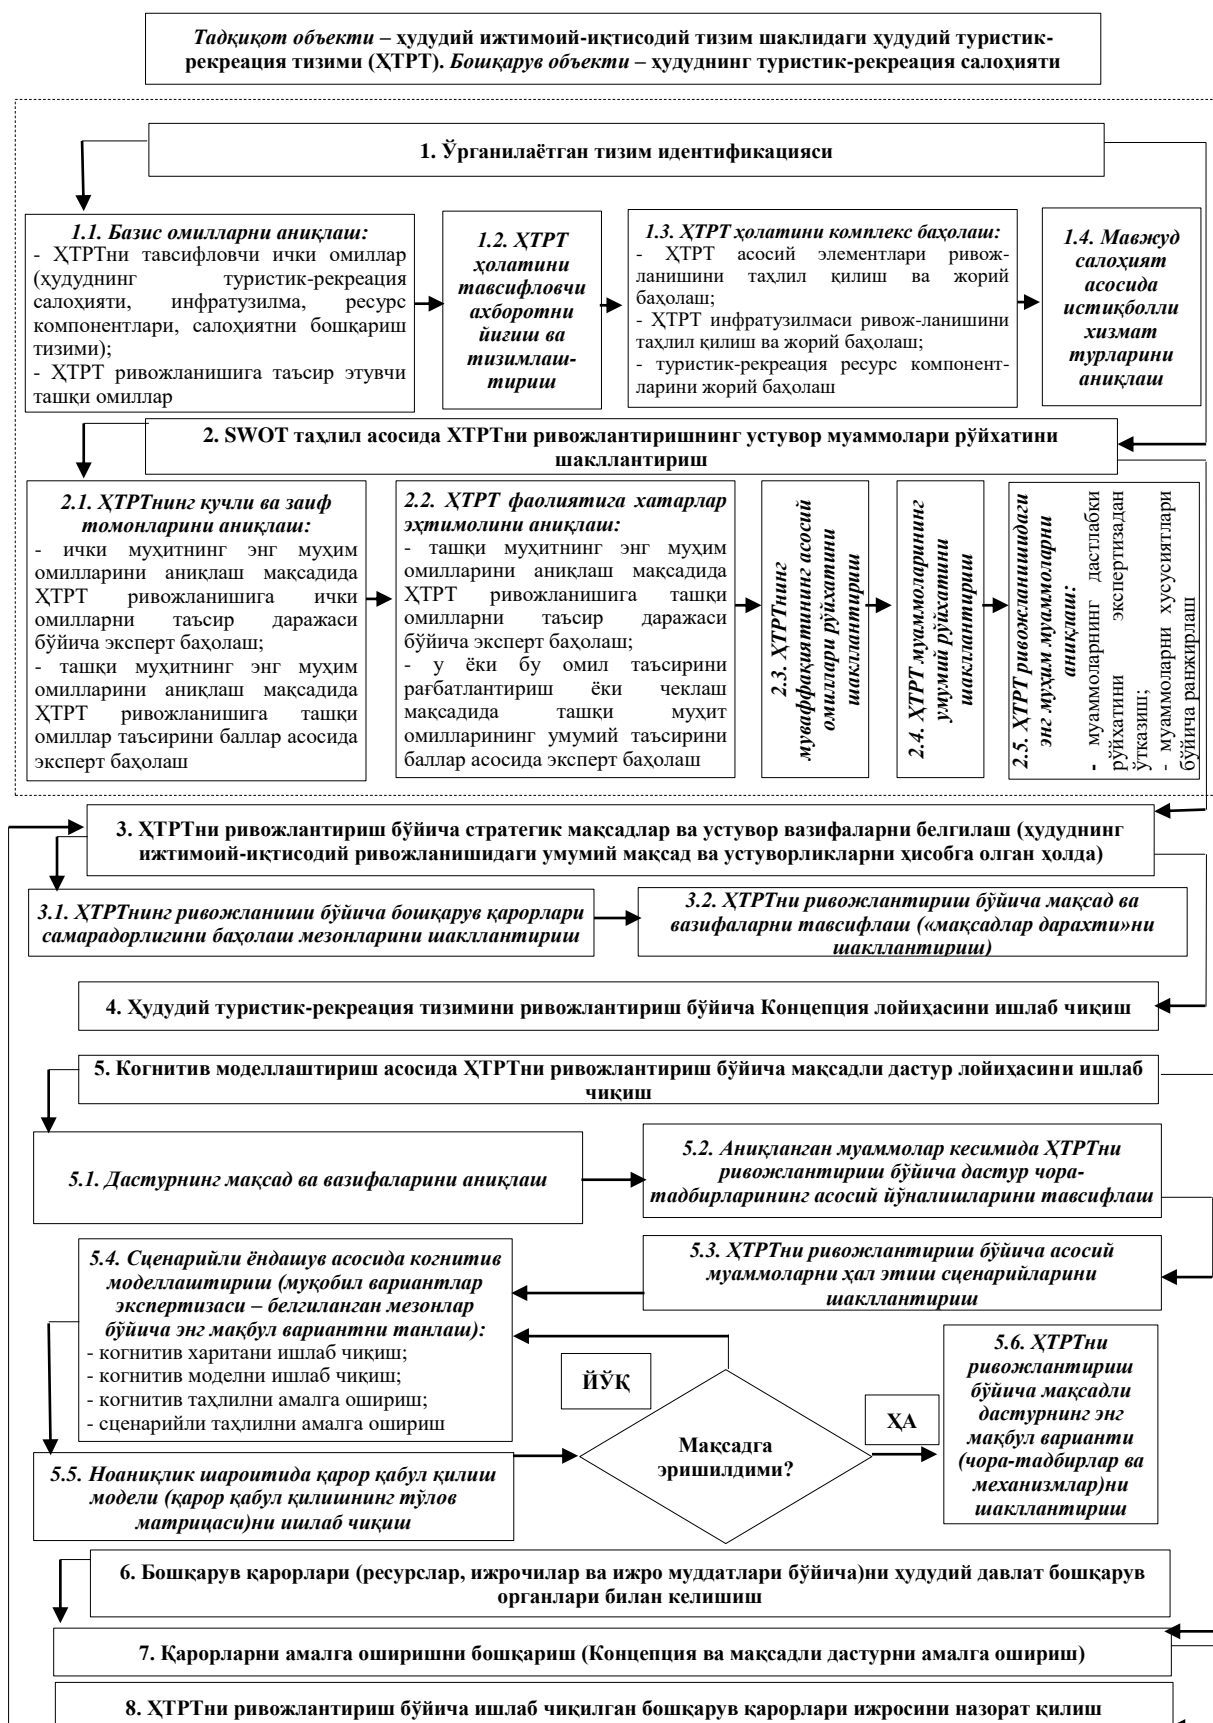 Тадқиқот объекти – ҳудудий ижтимоий-иқтисодий тизим шаклидаги ҳудудий туристик-
рекреация тизими (ҲТРТ). Бошқарув объекти – ҳудуднинг туристик-рекреация салоҳияти
1. Ўрганилаётган тизим идентификацияси
1.1. Базис омилларни аниқлаш:
- ҲТРТни тавсифловчи ички омиллар
(ҳудуднинг туристик-рекреация
салоҳияти, инфратузилма, ресурс
компонентлари, салоҳиятни бошқариш
тизими);
- ҲТРТ ривожланишига таъсир этувчи
ташқи омиллар
1.2. ҲТРТ
ҳолатини
тавсифловчи
ахборотни
йиғиш ва
тизимлаш-
тириш
1.3. ҲТРТ ҳолатини комплекс баҳолаш:
- ҲТРТ асосий элементлари ривож-
ланишини таҳлил қилиш ва жорий
баҳолаш;
- ҲТРТ инфратузилмаси ривож-ланишини
таҳлил қилиш ва жорий баҳолаш;
- туристик-рекреация ресурс компонент-
ларини жорий баҳолаш
1.4. Мавжуд
салоҳият
асосида
истиқболли
хизмат
турларини
аниқлаш
2. SWOT таҳлил асосида ХТРТни ривожлантиришнинг устувор муаммолари рўйхатини
шакллантириш
2.1. ҲТРТнинг кучли ва заиф
томонларини аниқлаш:
- ички муҳитнинг энг муҳим
омилларини аниқлаш мақсадида
ҲТРТ ривожланишига ички
омилларни таъсир даражаси
бўйича эксперт баҳолаш;
- ташқи муҳитнинг энг муҳим
омилларини аниқлаш мақсадида
ҲТРТ ривожланишига ташқи
омиллар таъсирини баллар асосида
эксперт баҳолаш
2.2. ҲТРТ фаолиятига хатарлар
эҳтимолини аниқлаш:
- ташқи муҳитнинг энг муҳим
омилларини аниқлаш мақсадида
ҲТРТ ривожланишига ташқи
омилларни таъсир даражаси
бўйича эксперт баҳолаш;
- у ёки бу омил таъсирини
рағбатлантириш ёки чеклаш
мақсадида ташқи муҳит
омилларининг умумий таъсирини
баллар асосида эксперт баҳолаш
2.3. ҲТРТнинг
муваффақиятининг асосий
омиллари рўйхатини
шакллантириш
2.4. ҲТРТ муаммоларининг
умумий рўйхатини
шакллантириш
2.5. ҲТРТ ривожланишидаги
энг муҳим муаммоларни
аниқлаш:
- муаммоларнинг дастлабки
рўйхатини экспертизадан
ўтказиш;
- муаммоларни хусусиятлари
бўйича ранжирлаш
3. ҲТРТни ривожлантириш бўйича стратегик мақсадлар ва устувор вазифаларни белгилаш (ҳудуднинг
ижтимоий-иқтисодий ривожланишидаги умумий мақсад ва устуворликларни ҳисобга олган ҳолда)
3.1. ҲТРТнинг ривожланиши бўйича бошқарув қарорлари
самарадорлигини баҳолаш мезонларини шакллантириш
3.2. ҲТРТни ривожлантириш бўйича мақсад ва
вазифаларни тавсифлаш («мақсадлар дарахти»ни
шакллантириш)
4. Ҳудудий туристик-рекреация тизимини ривожлантириш бўйича Концепция лойиҳасини ишлаб чиқиш
5. Когнитив моделлаштириш асосида ҲТРТни ривожлантириш бўйича мақсадли дастур лойиҳасини ишлаб
чиқиш
5.1. Дастурнинг мақсад ва вазифаларини аниқлаш
5.2. Аниқланган муаммолар кесимида ҲТРТни
ривожлантириш бўйича дастур чора-
тадбирларининг асосий йўналишларини тавсифлаш
5.4. Сценарийли ёндашув асосида когнитив
моделлаштириш (муқобил вариантлар
экспертизаси – белгиланган мезонлар
бўйича энг мақбул вариантни танлаш):
- когнитив харитани ишлаб чиқиш;
- когнитив моделни ишлаб чиқиш;
- когнитив таҳлилни амалга ошириш;
- сценарийли таҳлилни амалга ошириш
5.3. ҲТРТни ривожлантириш бўйича асосий
муаммоларни ҳал этиш сценарийларини
шакллантириш
ЙЎҚ
ҲА
Мақсадга
эришилдими?
5.6. ҲТРТни
ривожлантириш
бўйича мақсадли
дастурнинг энг
мақбул варианти
(чора-тадбирлар ва
механизмлар)ни
шакллантириш
5.5. Ноаниқлик шароитида қарор қабул қилиш
модели (қарор қабул қилишнинг тўлов
матрицаси)ни ишлаб чиқиш
6. Бошқарув қарорлари (ресурслар, ижрочилар ва ижро муддатлари бўйича)ни ҳудудий давлат бошқарув
органлари билан келишиш
7. Қарорларни амалга оширишни бошқариш (Концепция ва мақсадли дастурни амалга ошириш)
8. ҲТРТни ривожлантириш бўйича ишлаб чиқилган бошқарув қарорлари ижросини назорат қилиш